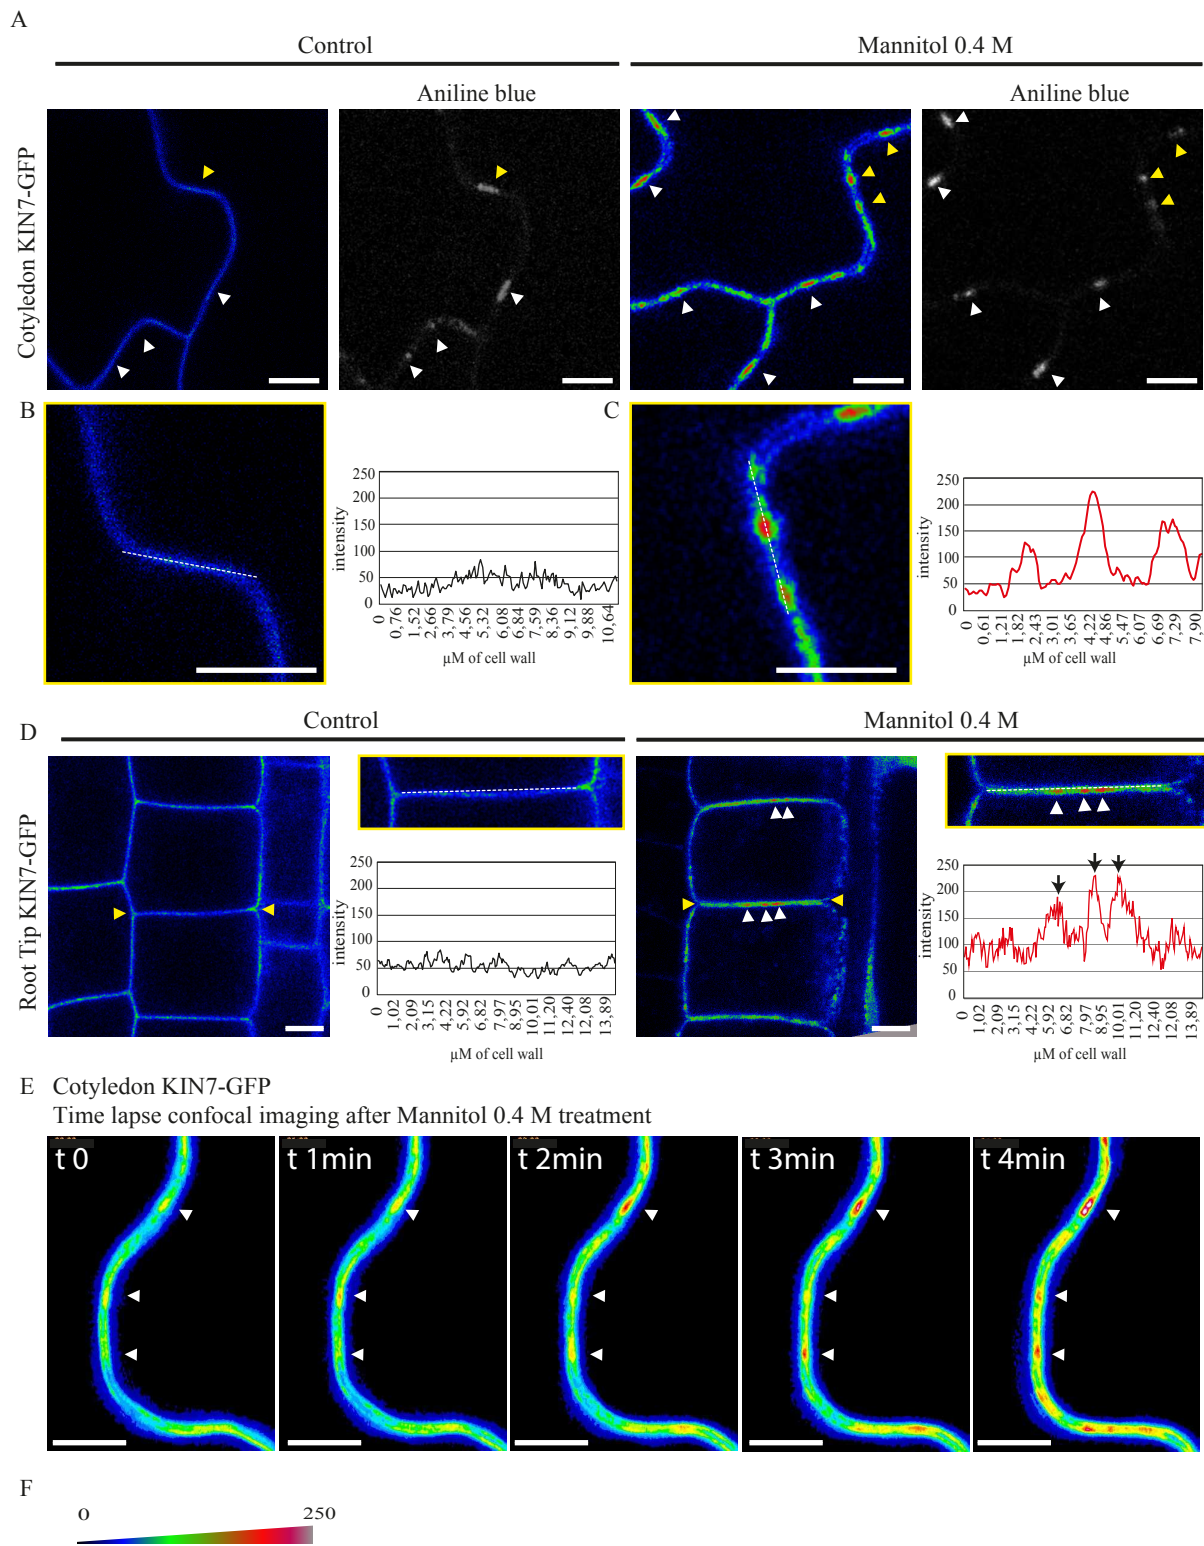 A
Control
Mannitol 0.4 M
Aniline blue
Aniline blue
Cotyledon KIN7-GFP
B
C
250
200
150
100
50
0
intensity
0
0,76
1,52
2,66
3,79
4,56
5,32
6,08
6,84
7,59
8,36
9,12
9,88
10,64
µM of cell wall
250
200
150
100
50
0
intensity
0
0,61
1,21
1,82
2,43
3,01
3,65
4,22
4,86
5,47
6,07
6,69
7,29
7,90
µM of cell wall
D
Control
Mannitol 0.4 M
Root Tip KIN7-GFP
250
200
150
100
50
0
intensity
0
1,02
2,09
3,15
4,22
5,92
6,82
7,97
8,95
10,01
11,20
12,40
12,08
13,89
µM of cell wall
250
200
150
100
50
0
intensity
0
1,02
2,09
3,15
4,22
5,92
6,82
7,97
8,95
10,01
11,20
12,40
12,08
13,89
µM of cell wall
E Cotyledon KIN7-GFP
Time lapse confocal imaging after Mannitol 0.4 M treatment
t 0
t 1min
t 2min
t 3min
t 4min
F
0
250